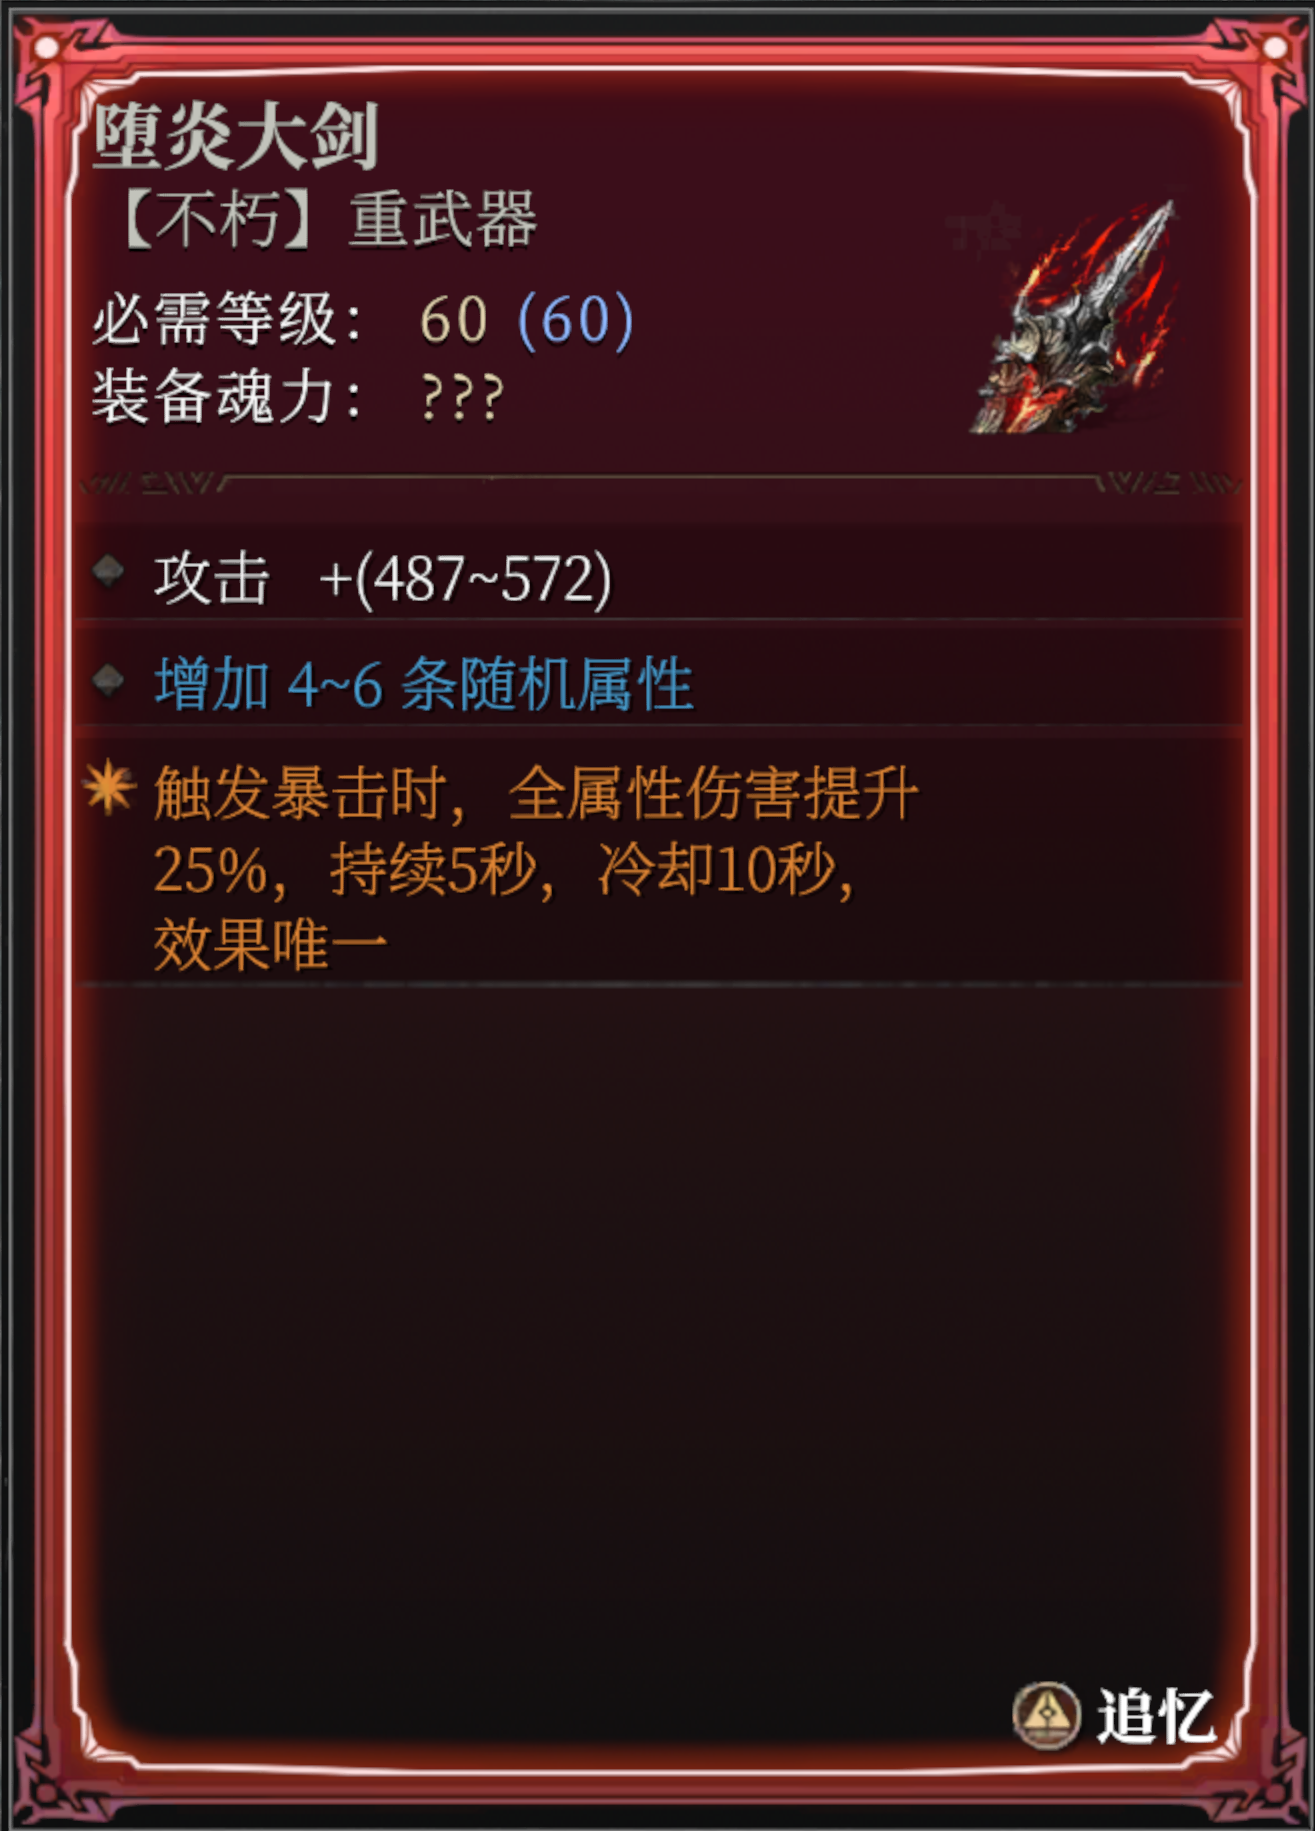 堕炎大剑
【不朽】重武器
必需等级： 60 (60)
装备魂力： ???
攻击 +(487~572)
增加 4~6 条随机属性
触发暴击时，全属性伤害提升
25%，持续5秒，冷却10秒，
效果唯一
追忆